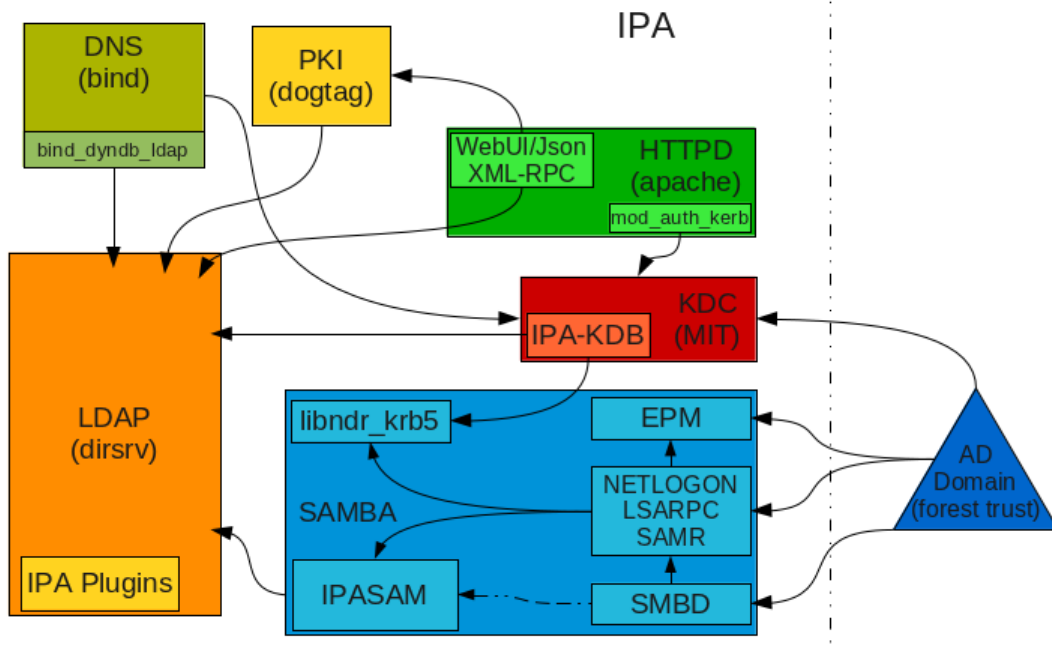 IPA
DNS
(bind)
bind_dyndb_ldap
PKI
(dogtag)
WebUI/Json
XML-RPC
HTTPD
(apache)
mod_auth_kerb
KDC
(MIT)
IPA-KDB
LDAP
(dirsrv)
IPA Plugins
libndr_krb5
EPM
SAMBA
NETLOGON
LSARPC
SAMR
IPASAM
SMBD
AD
Domain
(forest trust)